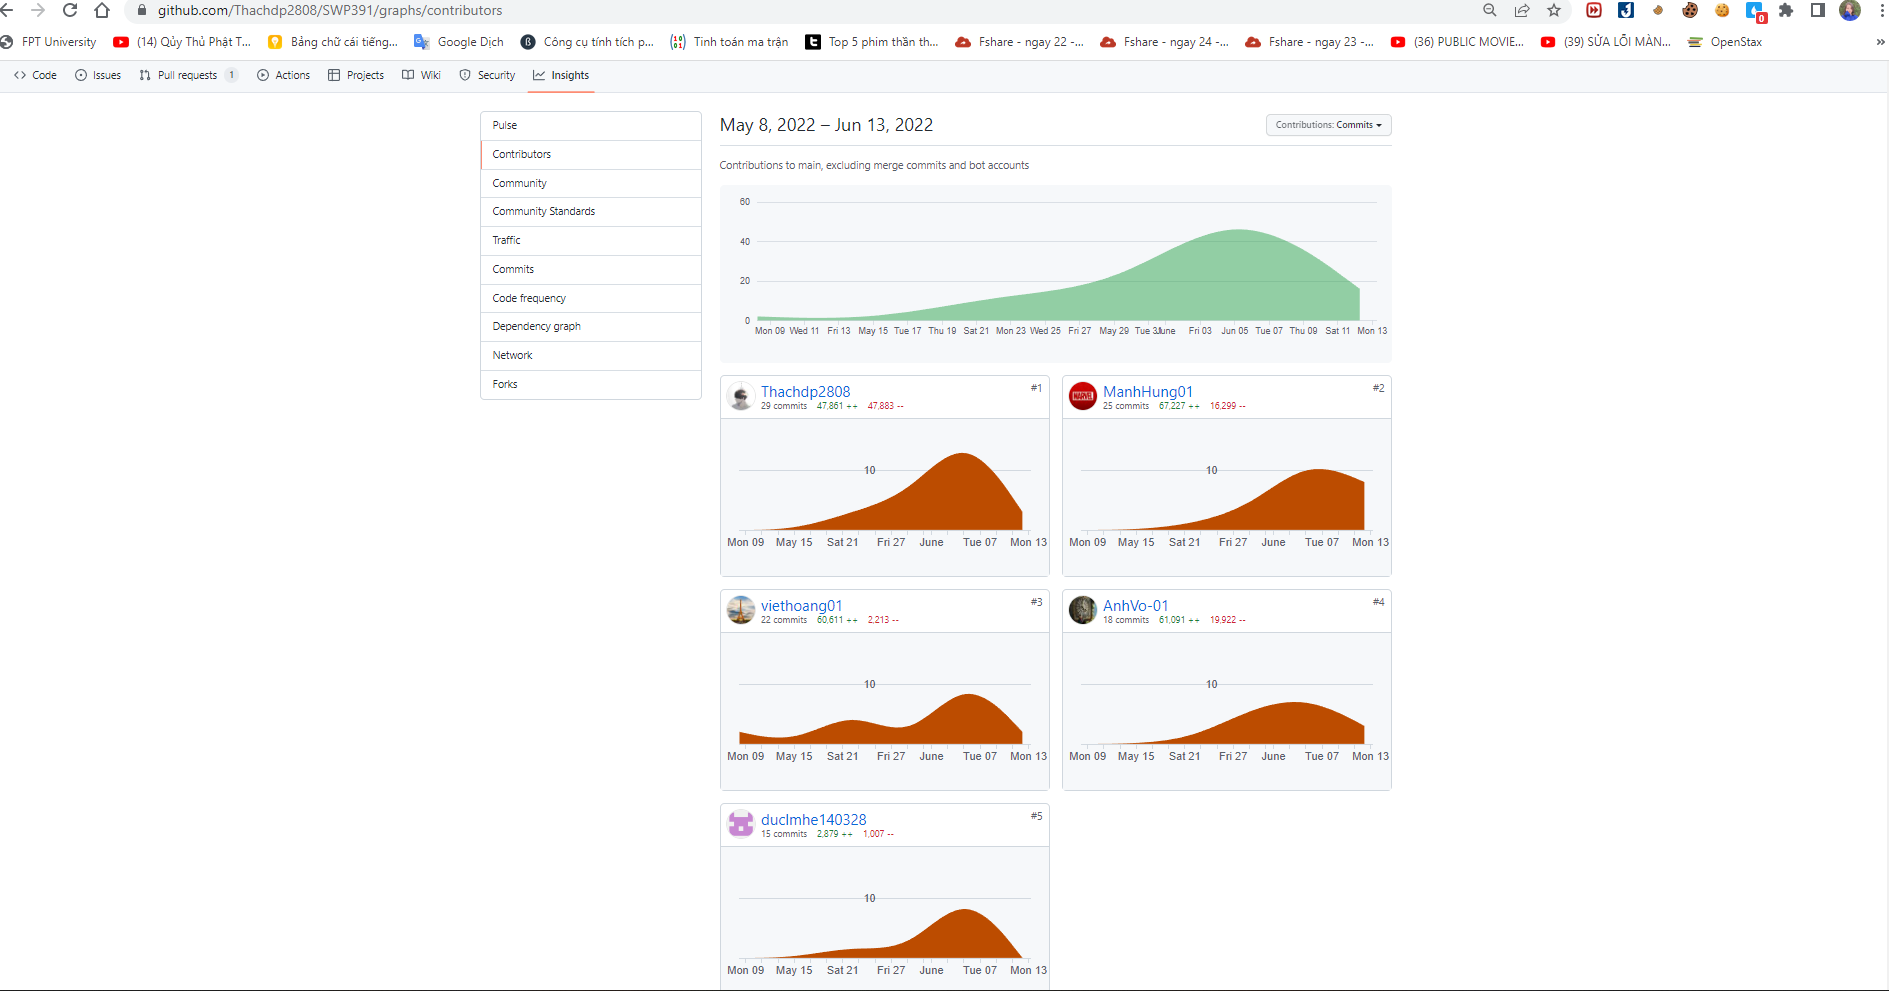 github.com/Thachdp2808/SWP391/graphs/contributors
0
FPT University (14) Qủy Thủ Phật T... Bảng chữ cái tiếng... Google Dịch Công cụ tính tích p... Tinh toán ma trận Top 5 phim thần th... Fshare - ngay 22 -... Fshare - ngay 24 -... Fshare - ngay 23 -... (36) PUBLIC MOVIE... (39) SỬA LỖI MÀN... OpenStax »
Code Issues Pull requests 1 Actions Projects Wiki Security Insights
Pulse
Contributors
Community
Community Standards
Traffic
Commits
Code frequency
Dependency graph
Network
Forks
May 8, 2022 – Jun 13, 2022 Contributions: Commits
Contributions to main, excluding merge commits and bot accounts
60
40
20
0
Mon 09 Wed 11 Fri 13 May 15 Tue 17 Thu 19 Sat 21 Mon 23 Wed 25 Fri 27 May 29 Tue 31 June Fri 03 Jun 05 Tue 07 Thu 09 Sat 11 Mon 13
Thachdp2808 #1
29 commits 47,861 ++ 47,883 --
10
Mon 09 May 15 Sat 21 Fri 27 June Tue 07 Mon 13
MARVEL
ManhHung01 #2
25 commits 67,227 ++ 16,299 --
10
Mon 09 May 15 Sat 21 Fri 27 June Tue 07 Mon 13
viethoang01 #3
22 commits 60,611 ++ 2,213 --
10
Mon 09 May 15 Sat 21 Fri 27 June Tue 07 Mon 13
AnhVo-01 #4
18 commits 61,091 ++ 19,922 --
10
Mon 09 May 15 Sat 21 Fri 27 June Tue 07 Mon 13
duclmhe140328 #5
15 commits 2,879 ++ 1,007 --
10
Mon 09 May 15 Sat 21 Fri 27 June Tue 07 Mon 13